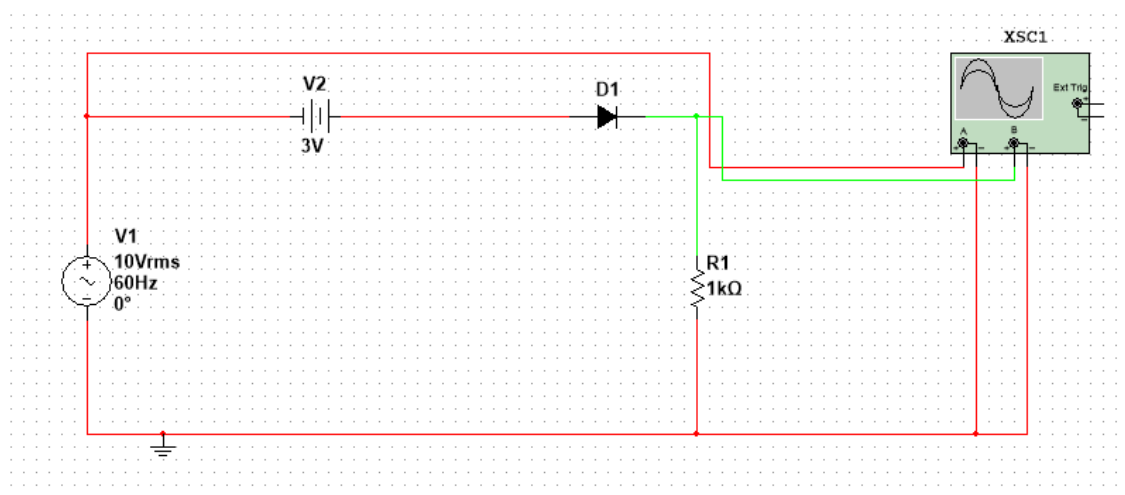 XSC1
V2
3V
D1
Ext Trig
+
-
A
B
+ - + -
V1
10Vrms
60Hz
0°
+
-
R1
1kΩ